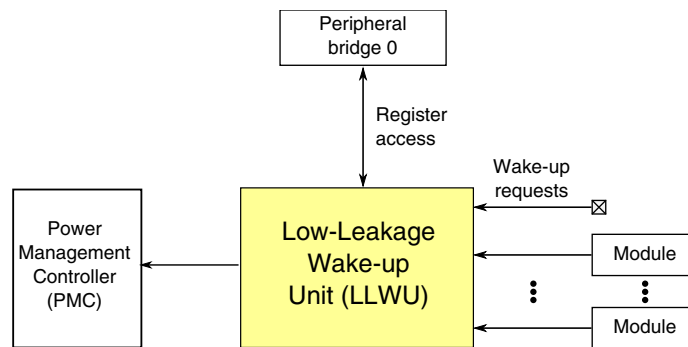 Peripheral
bridge 0
Register
access
Wake-up
requests
Power
Management
Controller
(PMC)
Low-Leakage
Wake-up
Unit (LLWU)
Module
Module